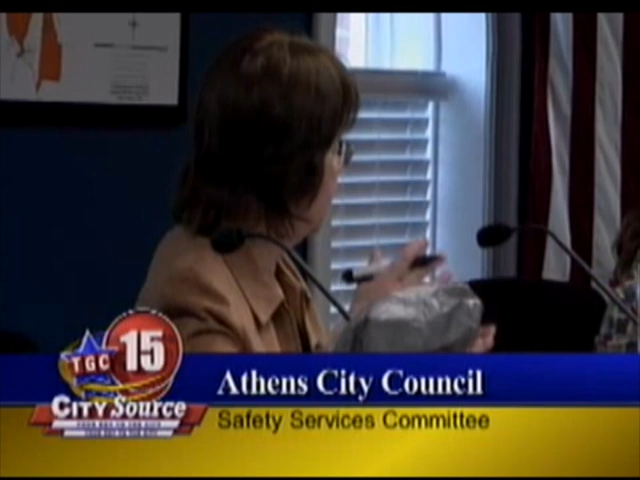 TGC
15
CITY Source
Athens City Council
Safety Services Committee